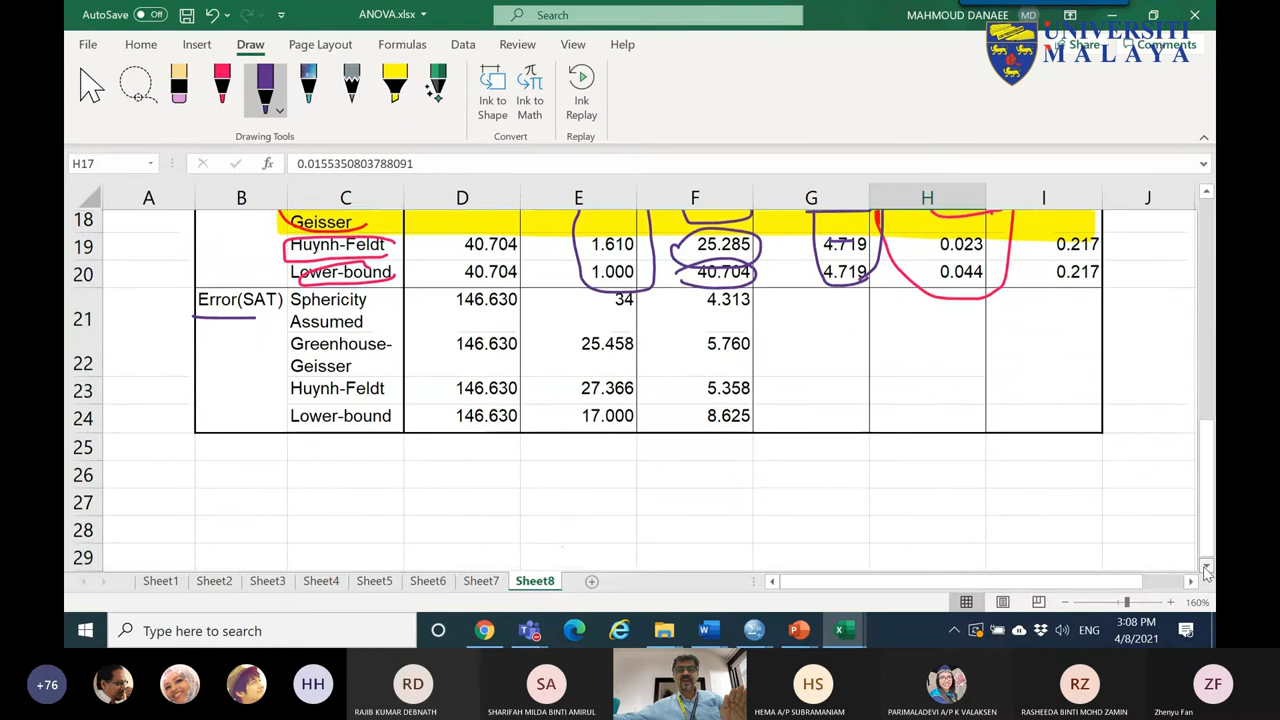 AutoSave Off
ANOVA.xlsx
Search
MAHMOUD DANAEE
MD
UNIVERSITI
MALAYA
File Home Insert Draw Page Layout Formulas Data Review View Help
Share
Comments
Ink to Shape
Ink to Math
Ink Replay
Drawing Tools
Convert
Replay
H17
fx
0.0155350803788091
A B C D E F G H I J
18 Geisser
19 Huynh-Feldt 40.704 1.610 25.285 4.719 0.023 0.217
20 Lower-bound 40.704 1.000 40.704 4.719 0.044 0.217
21 Error(SAT) Sphericity Assumed 146.630 34 4.313
22 Greenhouse-Geisser 146.630 25.458 5.760
23 Huynh-Feldt 146.630 27.366 5.358
24 Lower-bound 146.630 17.000 8.625
25
26
27
28
29
Sheet1 Sheet2 Sheet3 Sheet4 Sheet5 Sheet6 Sheet7 Sheet8
160%
Type here to search
ENG
3:08 PM
4/8/2021
+76
HH
RD
RAJIB KUMAR DEBNATH
SA
SHARIFAH MILDA BINTI AMIRUL
HS
HEMA A/P SUBRAMANIAM
PARIMALADEVI A/P K VALAKSEN
RZ
RASHEEDA BINTI MOHD ZAMIN
ZF
Zhenyu Fan